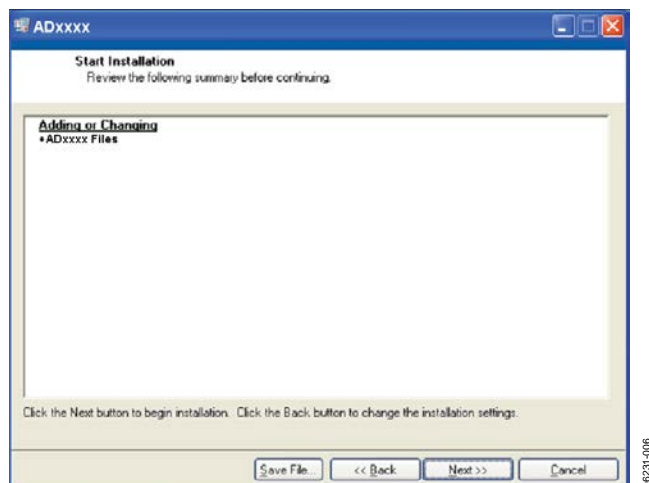 ADxxxx
Start Installation
Review the following summary before continuing.
Adding or Changing
•ADxxxx Files
Click the Next button to begin installation. Click the Back button to change the installation settings.
Save File... << Back Next >> Cancel
6231-006